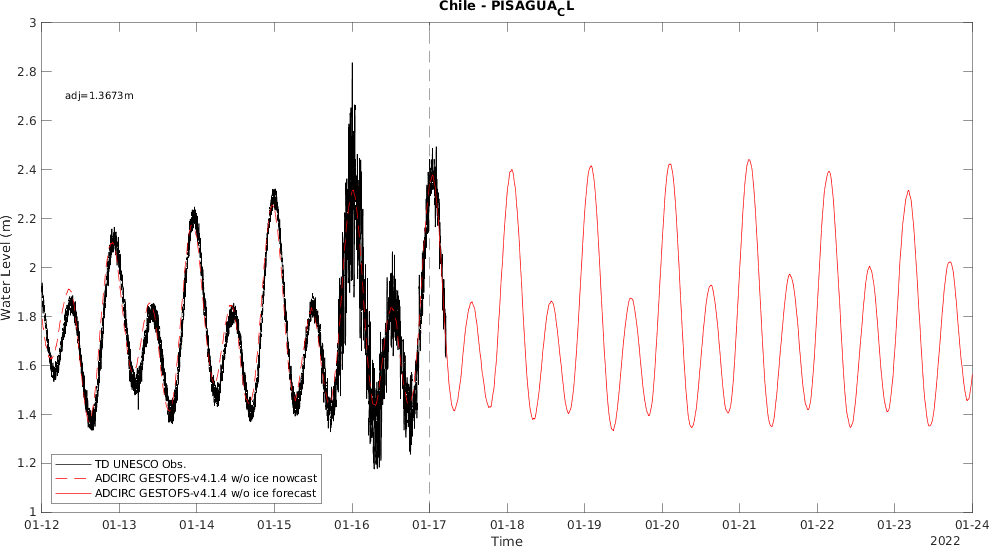 Chile - PISAGUA_CL
3
2.8
2.6
2.4
2.2
2
1.8
1.6
1.4
1.2
1
Water Level (m)
adj=1.3673m
TD UNESCO Obs.
ADCIRC GESTOFS-v4.1.4 w/o ice nowcast
ADCIRC GESTOFS-v4.1.4 w/o ice forecast
01-12 01-13 01-14 01-15 01-16 01-17 01-18 01-19 01-20 01-21 01-22 01-23 01-24
Time
2022